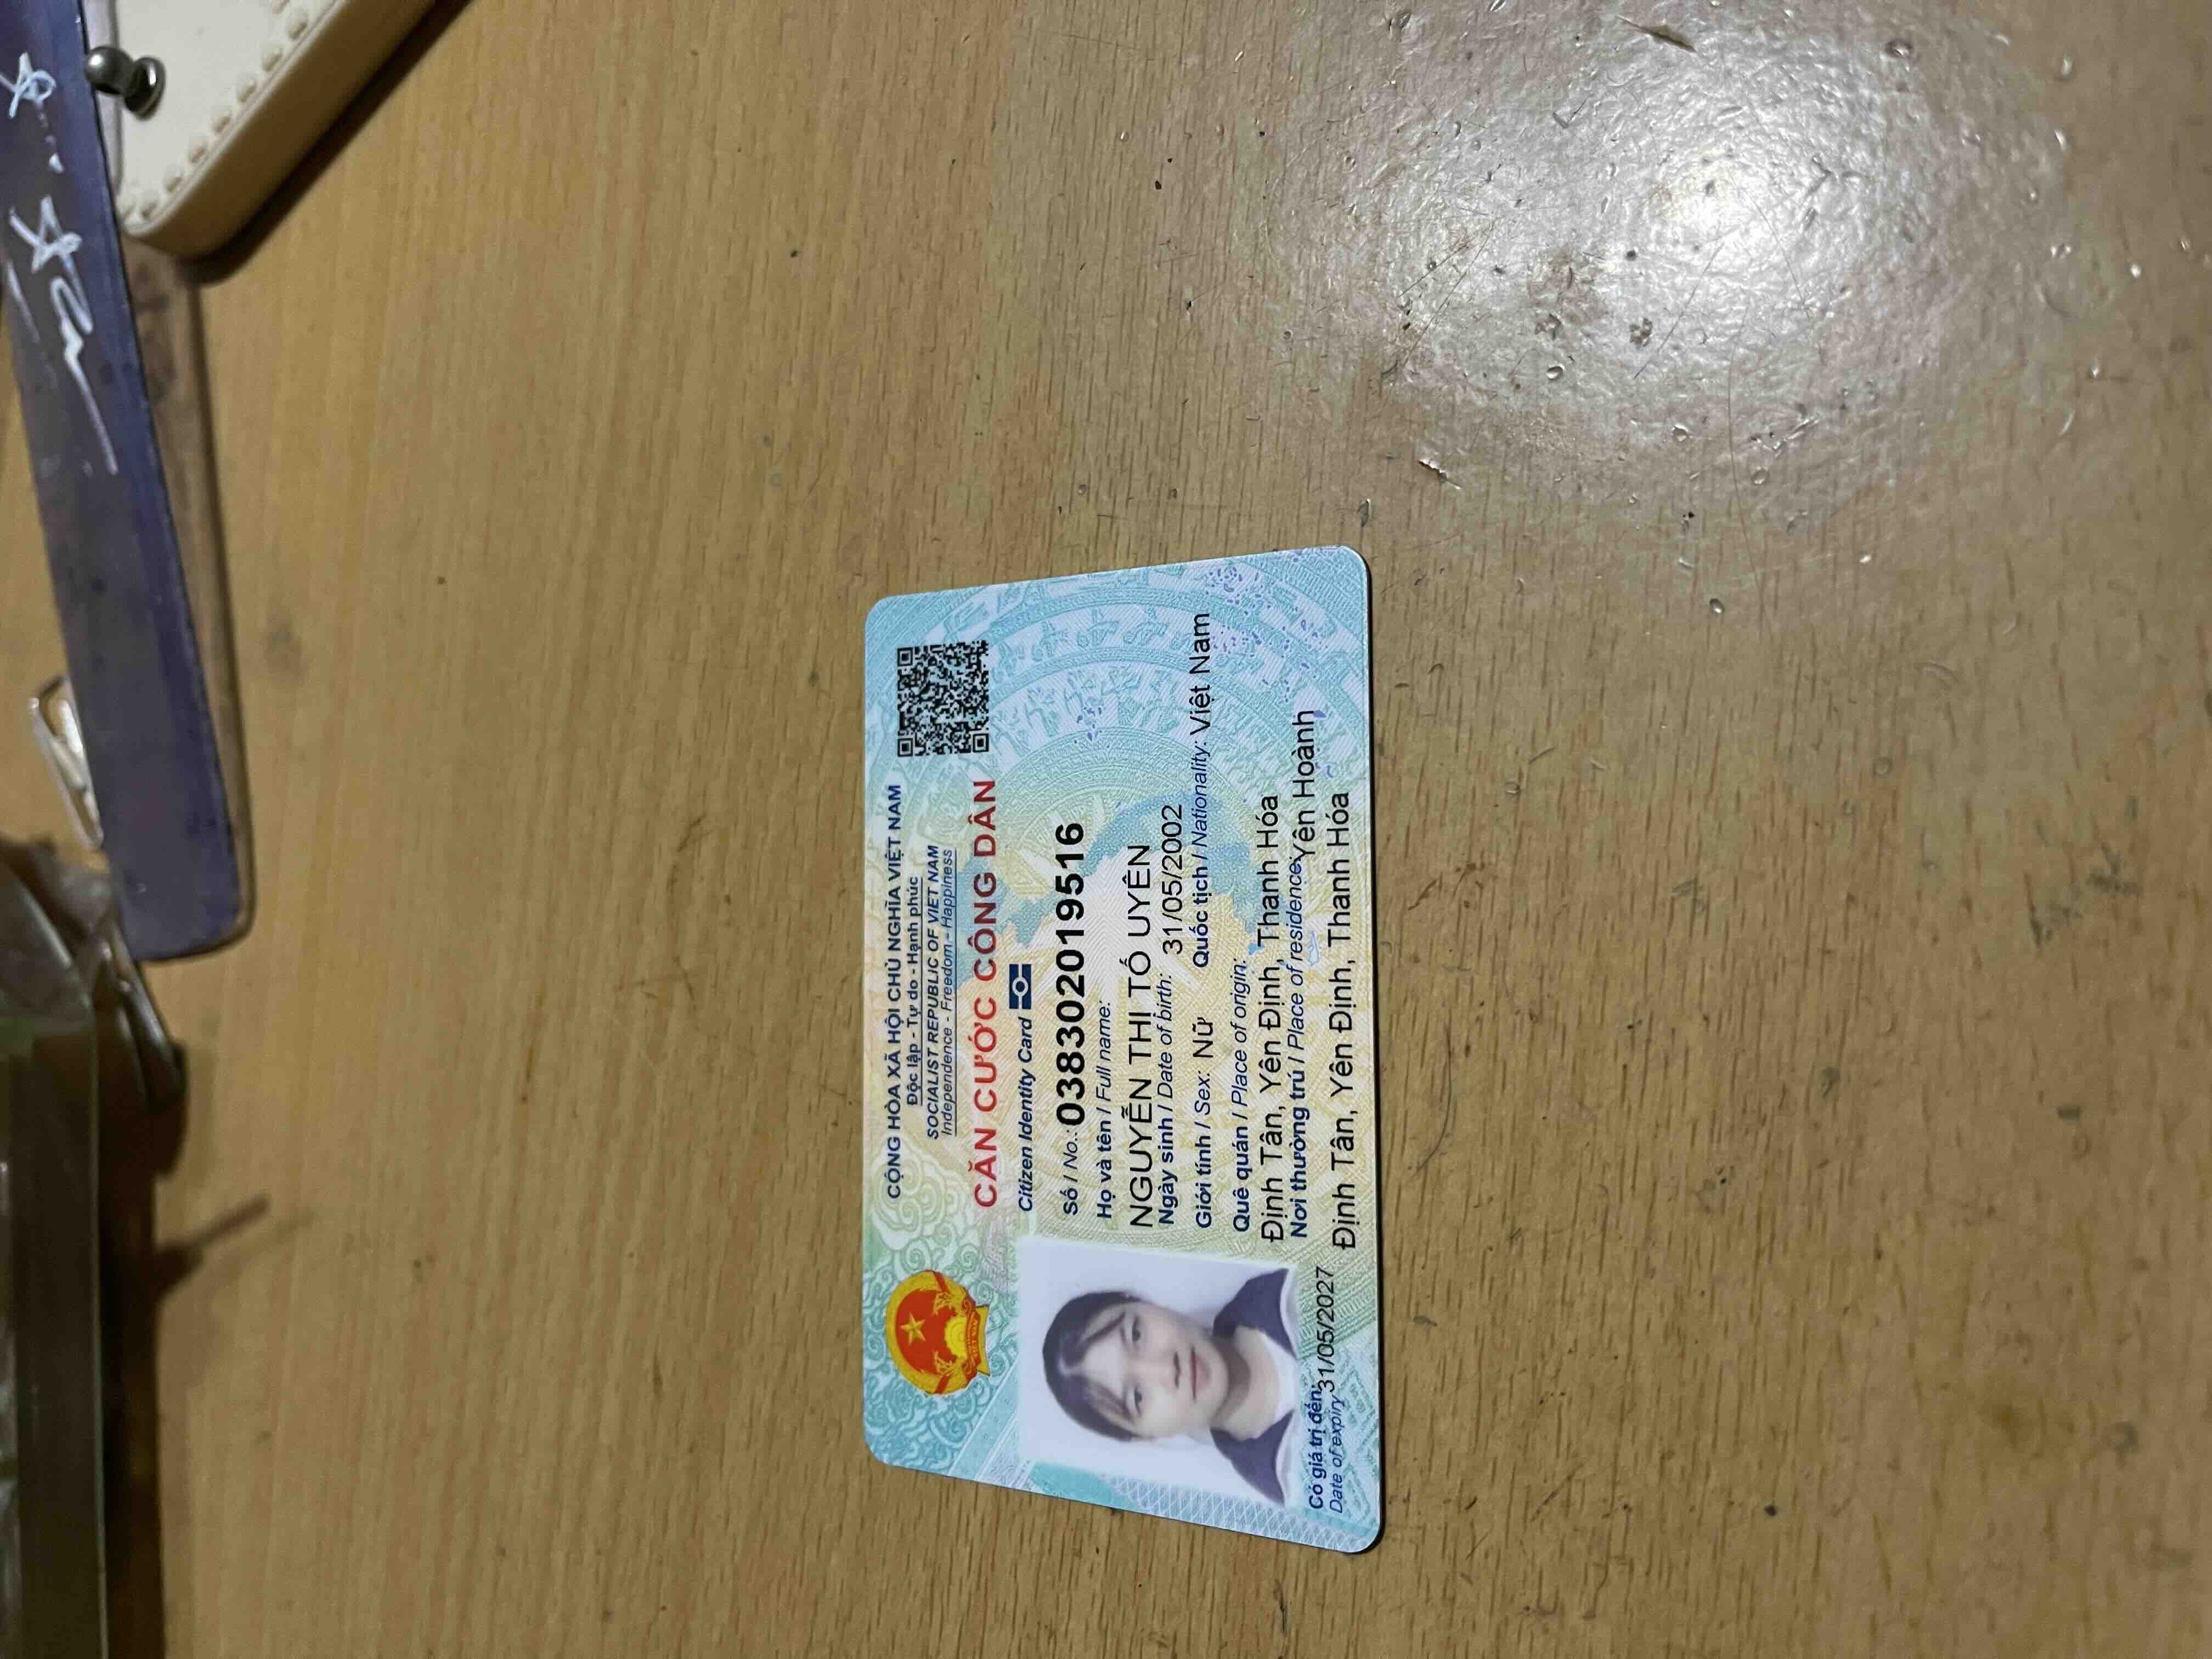 CỘNG HÒA XÃ HỘI CHỦ NGHĨA VIỆT NAM
Độc lập - Tự do - Hạnh phúc
SOCIALIST REPUBLIC OF VIET NAM
Independence - Freedom - Happiness
CĂN CƯỚC CÔNG DÂN
Citizen Identity Card
Số / No.: 038302019516
Họ và tên / Full name:
NGUYỄN THỊ TỐ UYÊN
Ngày sinh / Date of birth: 31/05/2002
Giới tính / Sex: Nữ Quốc tịch / Nationality: Việt Nam
Quê quán / Place of origin:
Định Tân, Yên Định, Thanh Hóa
Nơi thường trú / Place of residence: Yên Hoành
Định Tân, Yên Định, Thanh Hóa
Có giá trị đến: 31/05/2027
Date of expiry